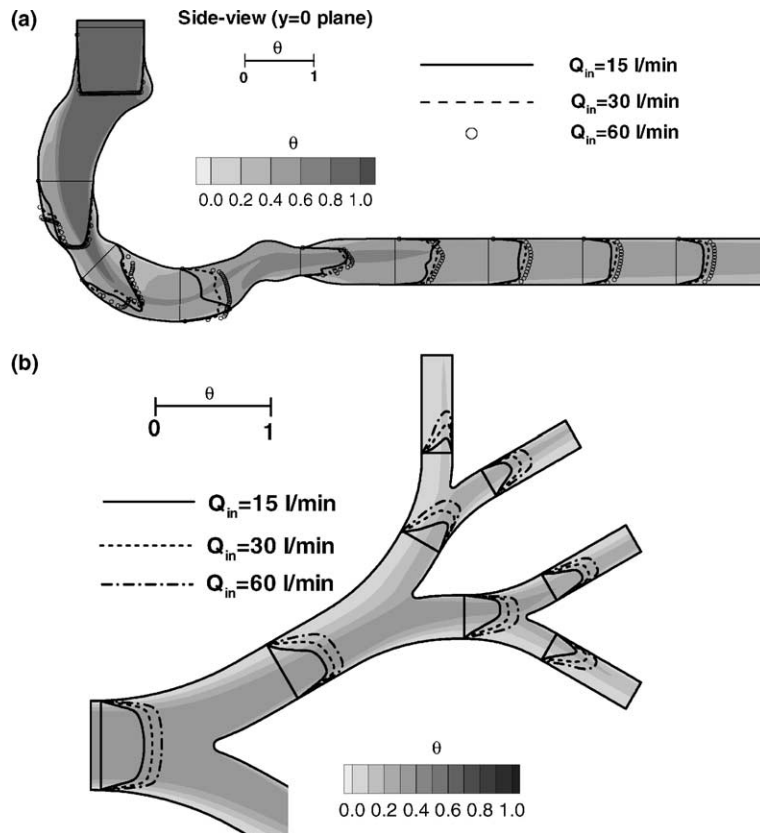 (a)
Side-view (y=0 plane)
θ
0 1
Q_in=15 l/min
Q_in=30 l/min
Q_in=60 l/min
θ
0.0 0.2 0.4 0.6 0.8 1.0
(b)
θ
0 1
Q_in=15 l/min
Q_in=30 l/min
Q_in=60 l/min
θ
0.0 0.2 0.4 0.6 0.8 1.0